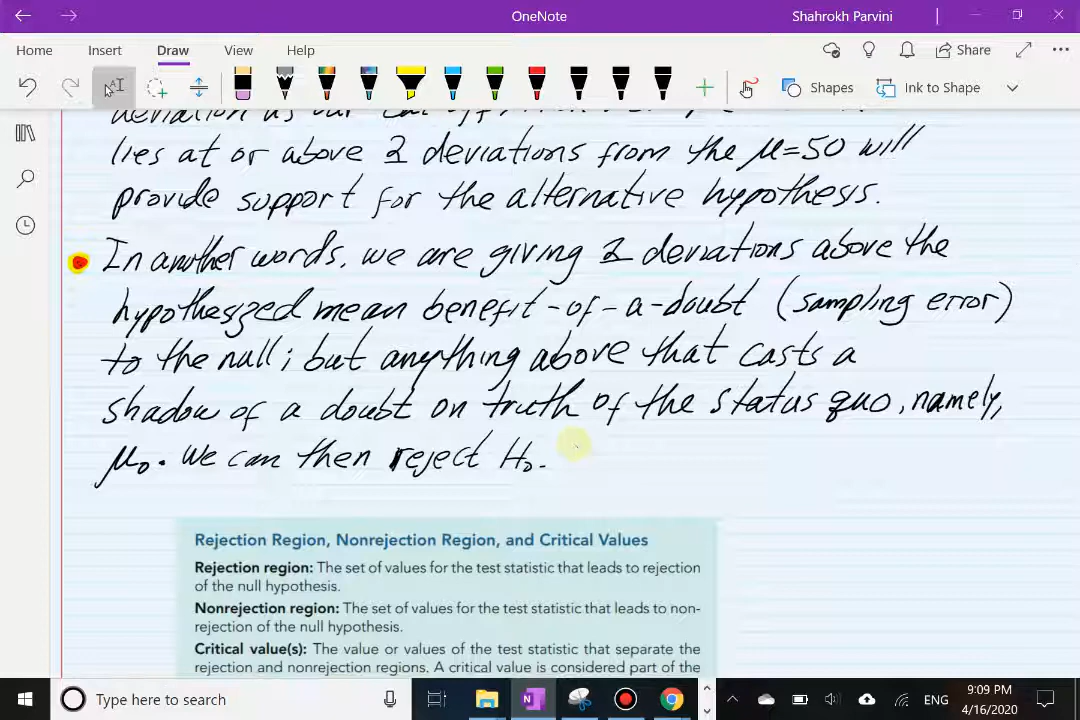 OneNote
Shahrokh Parvini
Home Insert Draw View Help
Share
Shapes
Ink to Shape
deviation as our cut off
lies at or above 2 deviations from the μ=50 will
provide support for the alternative hypothesis.
In another words, we are giving 2 deviations above the
hypothesized mean benefit-of-a-doubt (sampling error)
to the null; but anything above that casts a
shadow of a doubt on truth of the status quo, namely,
μ₀. We can then reject H₀.
Rejection Region, Nonrejection Region, and Critical Values
Rejection region: The set of values for the test statistic that leads to rejection
of the null hypothesis.
Nonrejection region: The set of values for the test statistic that leads to non-
rejection of the null hypothesis.
Critical value(s): The value or values of the test statistic that separate the
rejection and nonrejection regions. A critical value is considered part of the
Type here to search
ENG
9:09 PM
4/16/2020